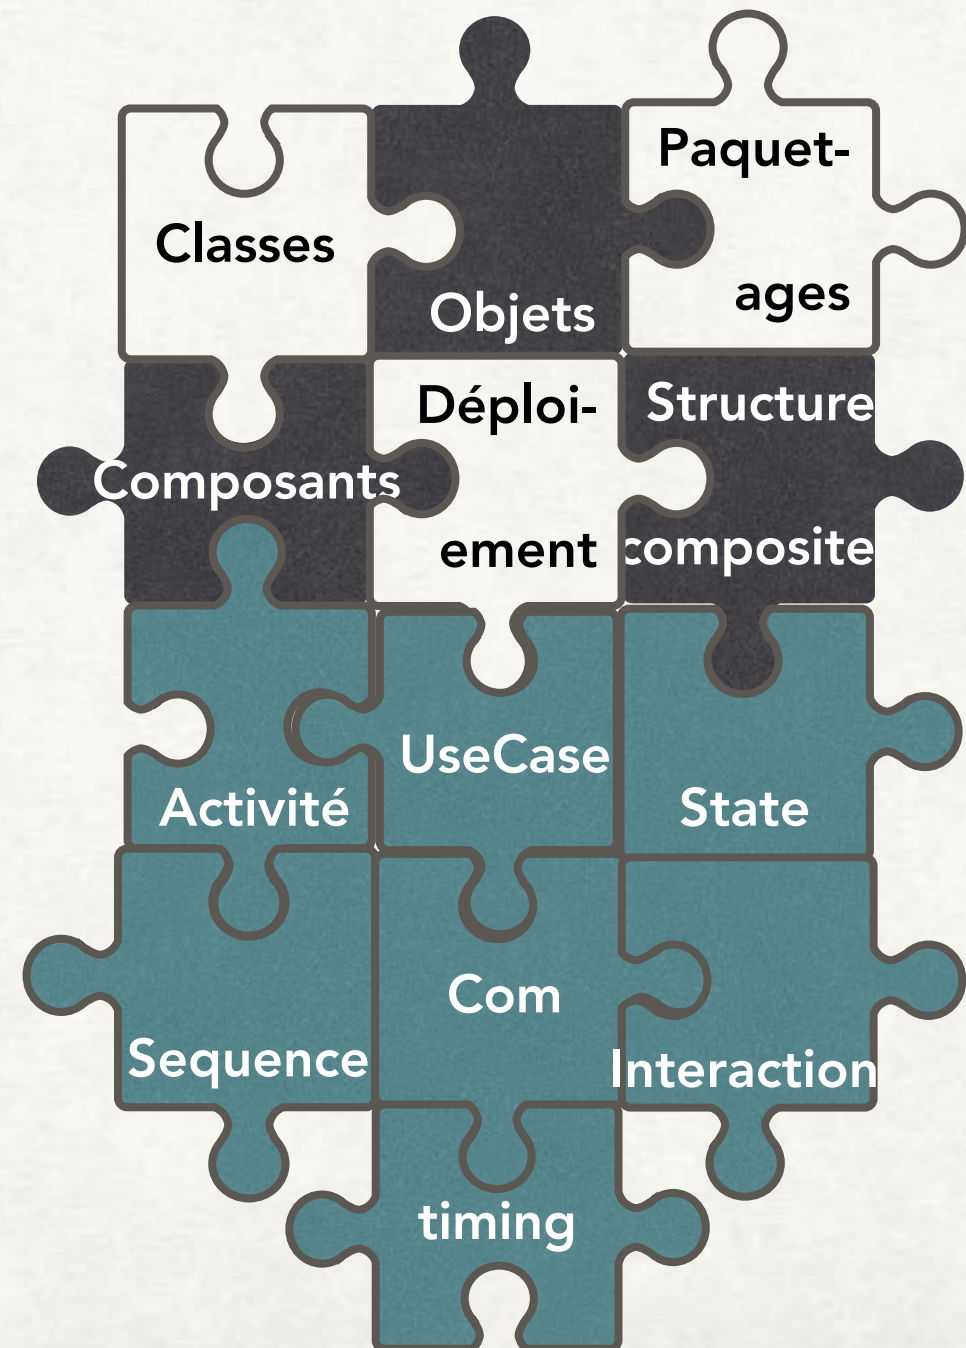 Classes
Objets
Paquet-
ages
Composants
Déploi-
ement
Structure
composite
Activité
UseCase
State
Sequence
Com
Interaction
timing